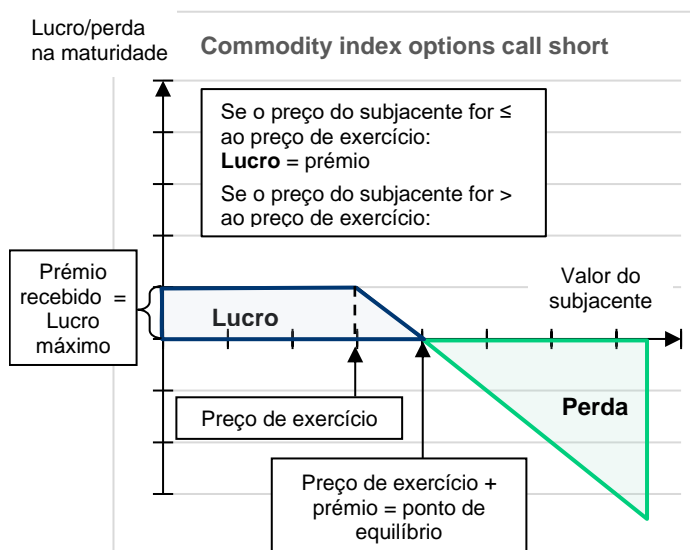 Lucro/perda
na maturidade
Commodity index options call short
Se o preço do subjacente for ≤
ao preço de exercício:
Lucro = prémio
Se o preço do subjacente for >
ao preço de exercício:
Prémio
recebido =
Lucro
máximo
Lucro
Valor do
subjacente
Perda
Preço de exercício
Preço de exercício +
prémio = ponto de
equilíbrio